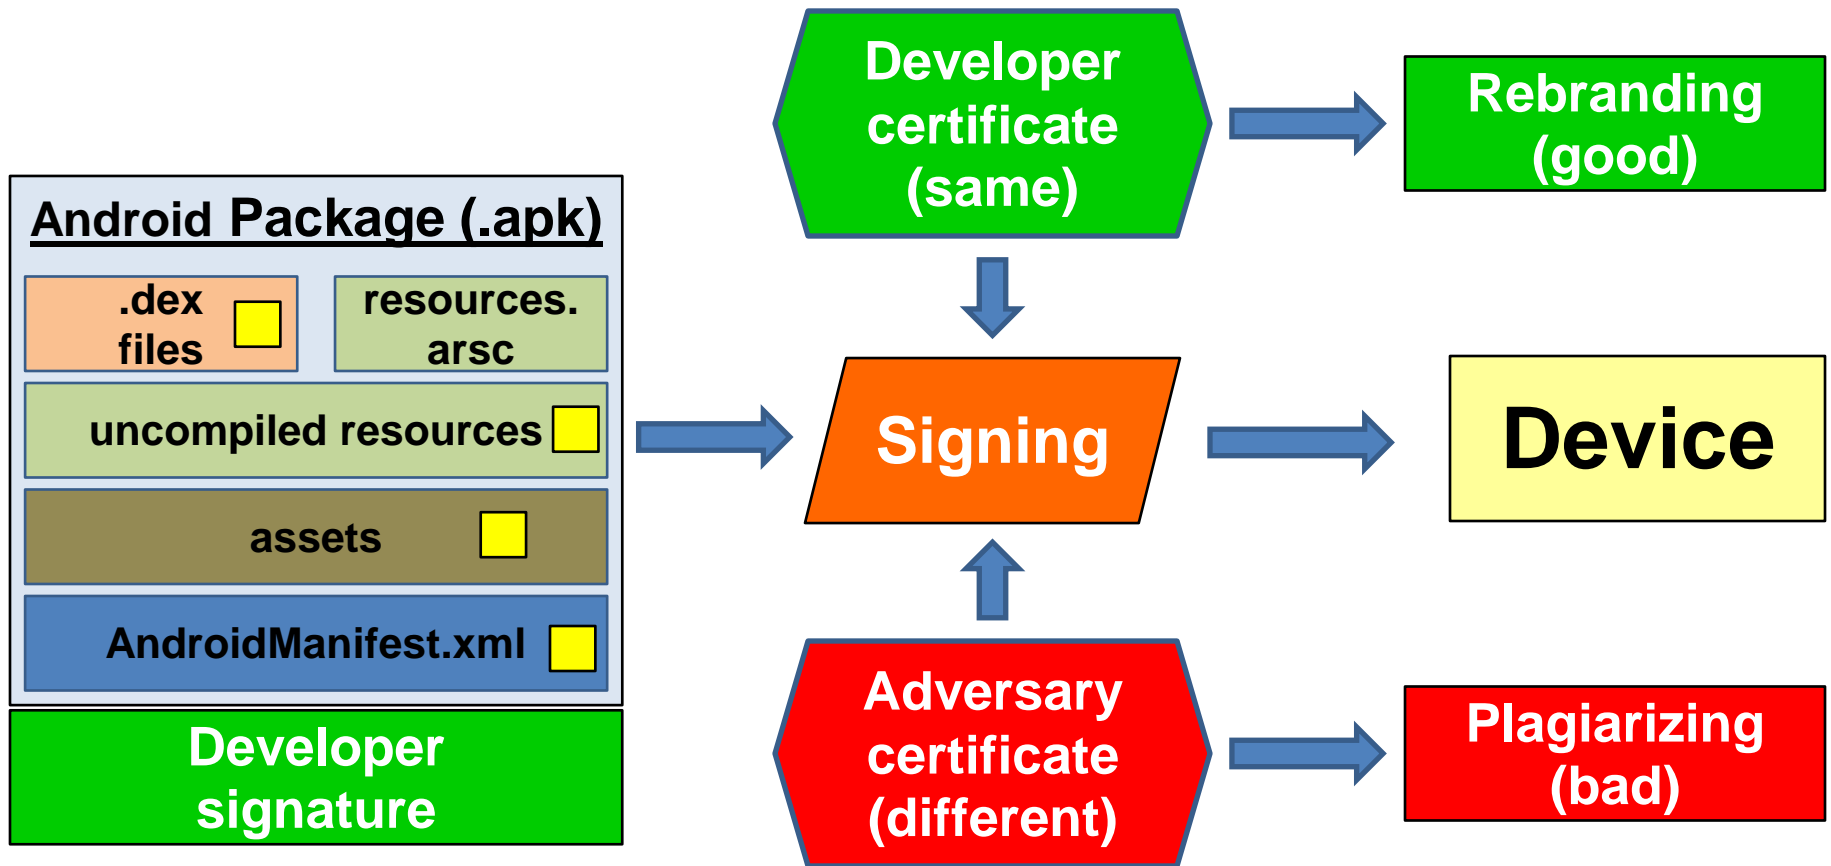 Android Package (.apk)
.dex
files
resources.
arsc
uncompiled resources
assets
AndroidManifest.xml
Developer
signature
Developer
certificate
(same)
Signing
Adversary
certificate
(different)
Rebranding
(good)
Device
Plagiarizing
(bad)